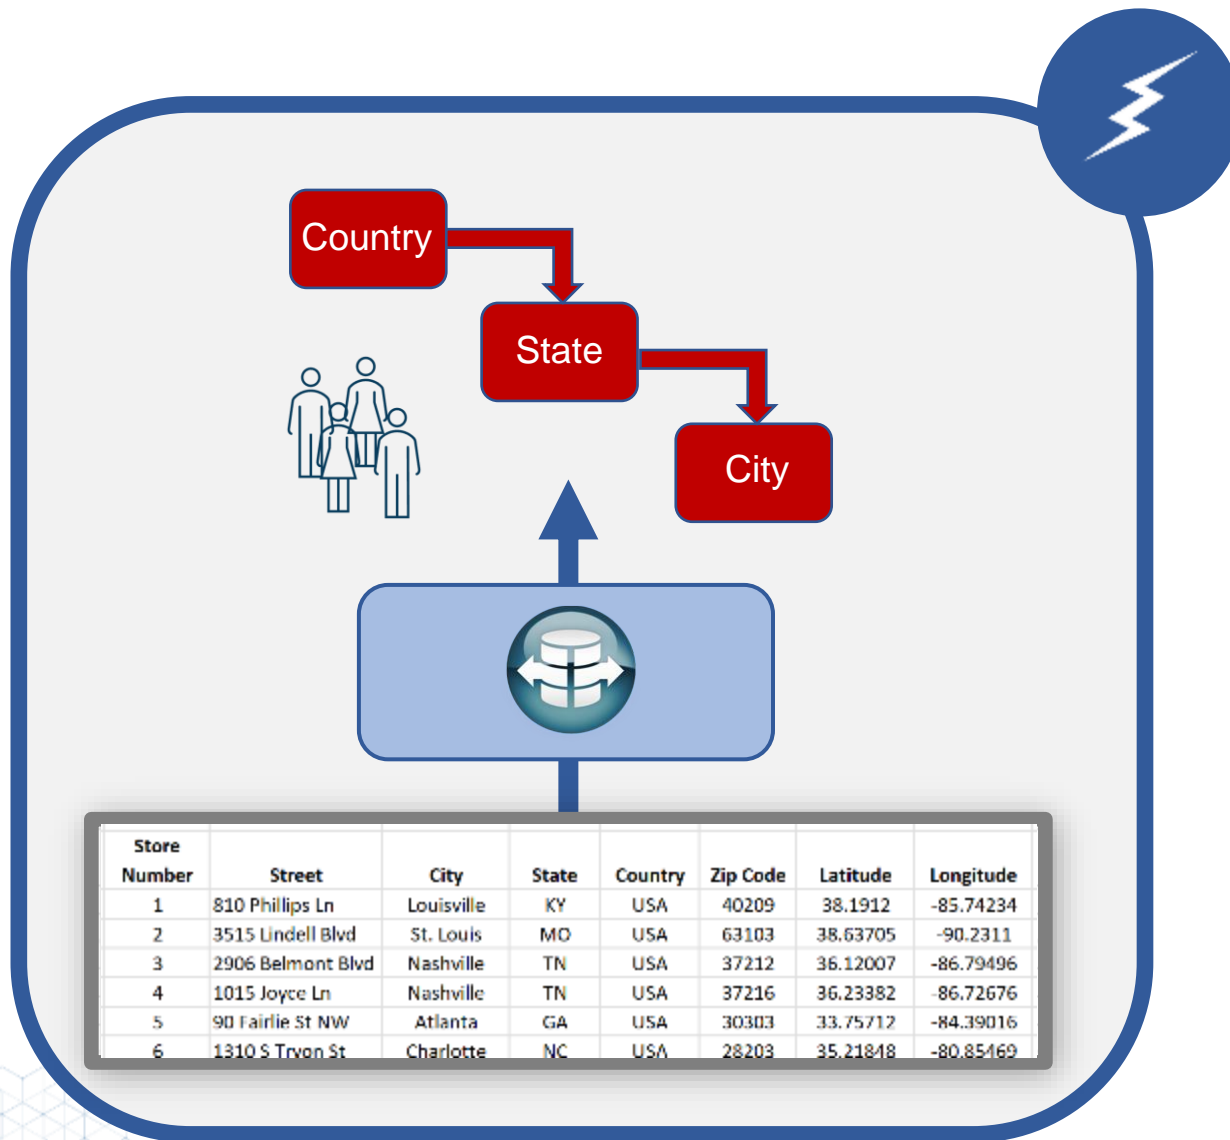 Country
State
City
Store
Number Street City State Country Zip Code Latitude Longitude
1 810 Phillips Ln Louisville KY USA 40209 38.1912 -85.74234
2 3515 Lindell Blvd St. Louis MO USA 63103 38.63705 -90.2311
3 2906 Belmont Blvd Nashville TN USA 37212 36.12007 -86.79496
4 1015 Joyce Ln Nashville TN USA 37216 36.23382 -86.72676
5 90 Fairlie St NW Atlanta GA USA 30303 33.75712 -84.39016
6 1310 S Tryon St Charlotte NC USA 28203 35.21848 -80.85469